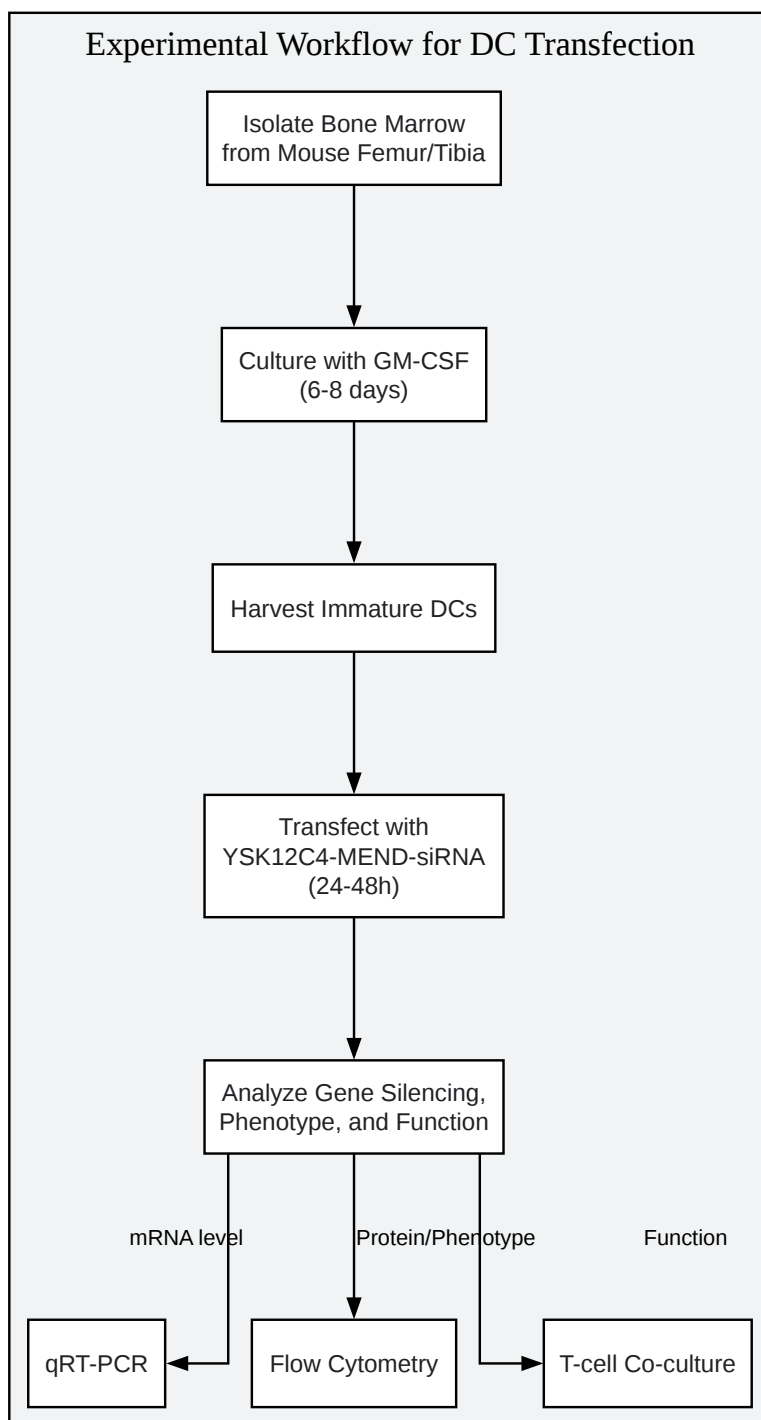 Experimental Workflow for DC Transfection
Isolate Bone Marrow
from Mouse Femur/Tibia
Culture with GM-CSF
(6-8 days)
Harvest Immature DCs
Transfect with
YSK12C4-MEND-siRNA
(24-48h)
Analyze Gene Silencing,
Phenotype, and Function
mRNA level
Protein/Phenotype
Function
qRT-PCR
Flow Cytometry
T-cell Co-culture